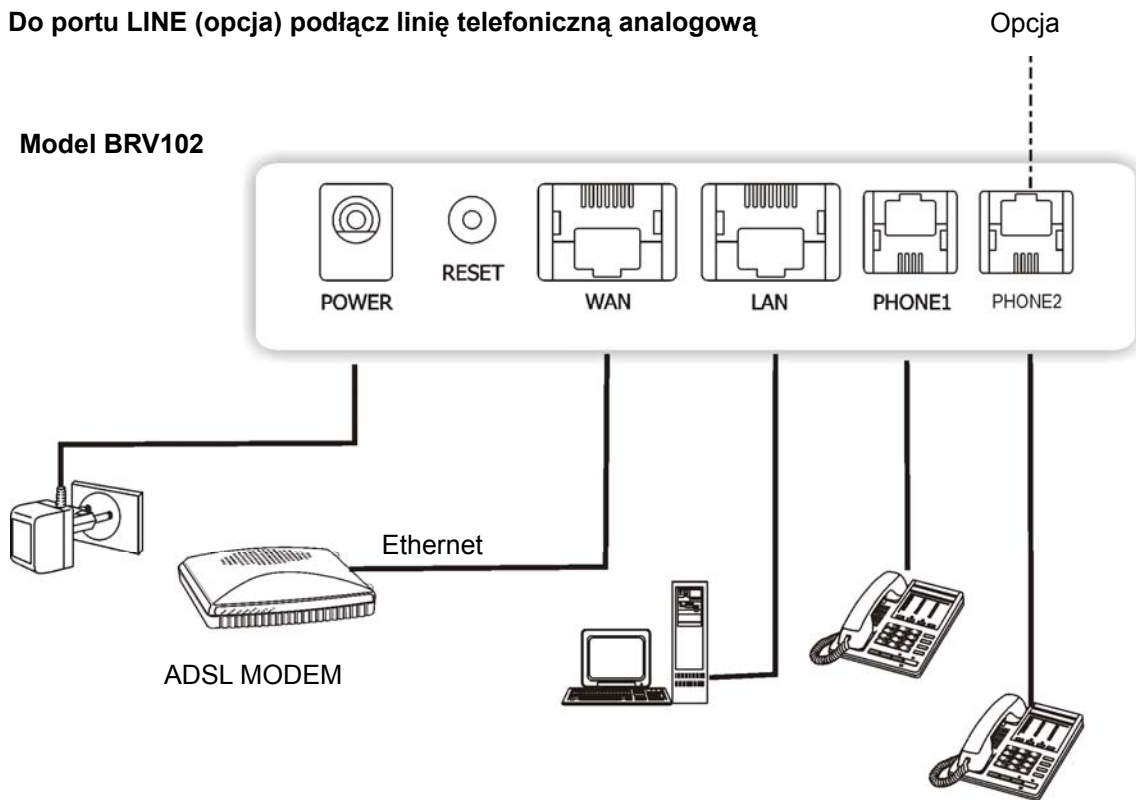 Do portu LINE (opcja) podłącz linię telefoniczną analogową
Opcja
Model BRV102
POWER
RESET
WAN
LAN
PHONE1
PHONE2
Ethernet
ADSL MODEM